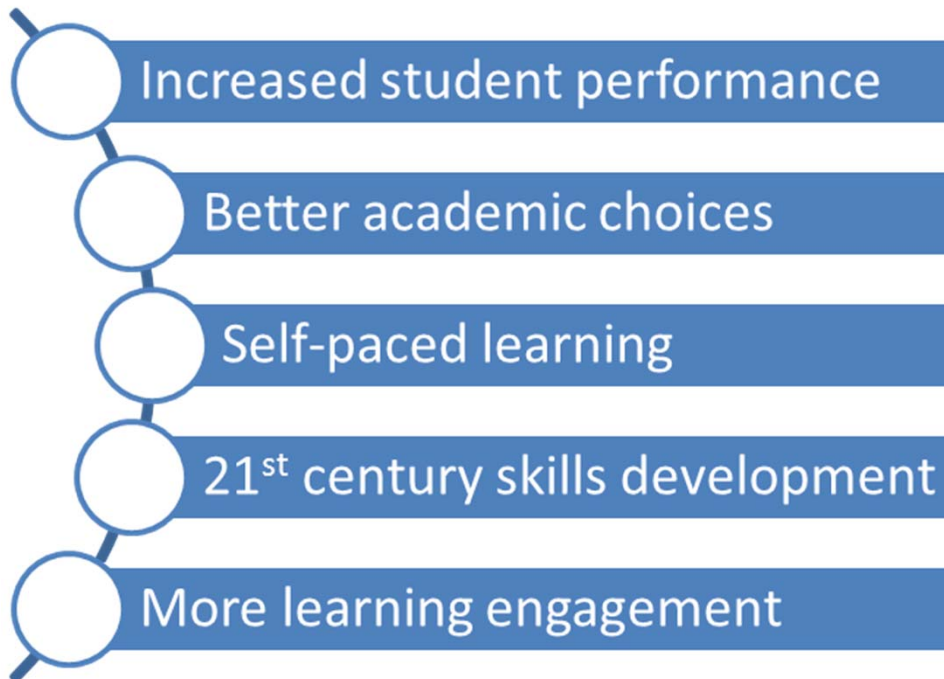 Increased student performance
Better academic choices
Self-paced learning
21st century skills development
More learning engagement